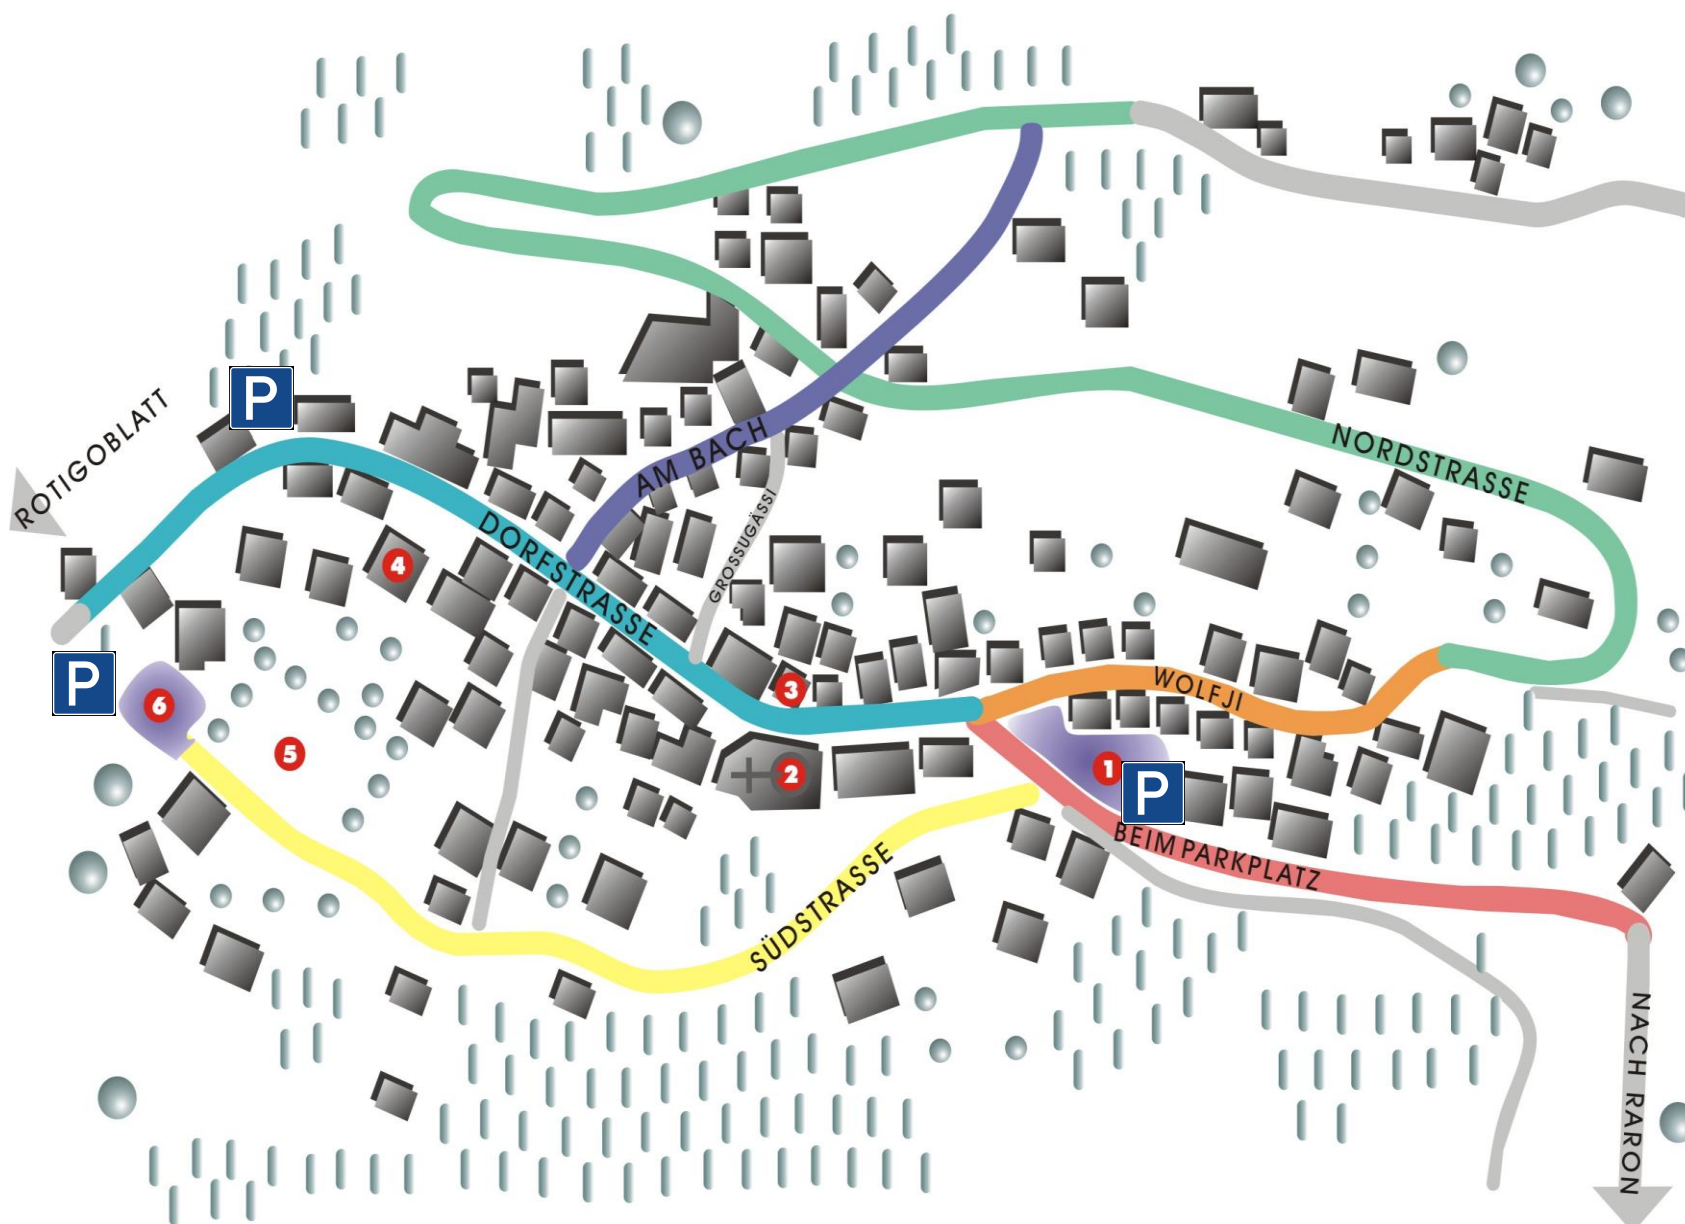 P
ROTIGOBLATT
AM BACH
NORDSTRASSE
GROSSUGÄSSI
DORFSTRASSE
4
P
6
5
3
WOLFJI
2
1
P
BEIM PARKPLATZ
SÜDSTRASSE
NACH RARON